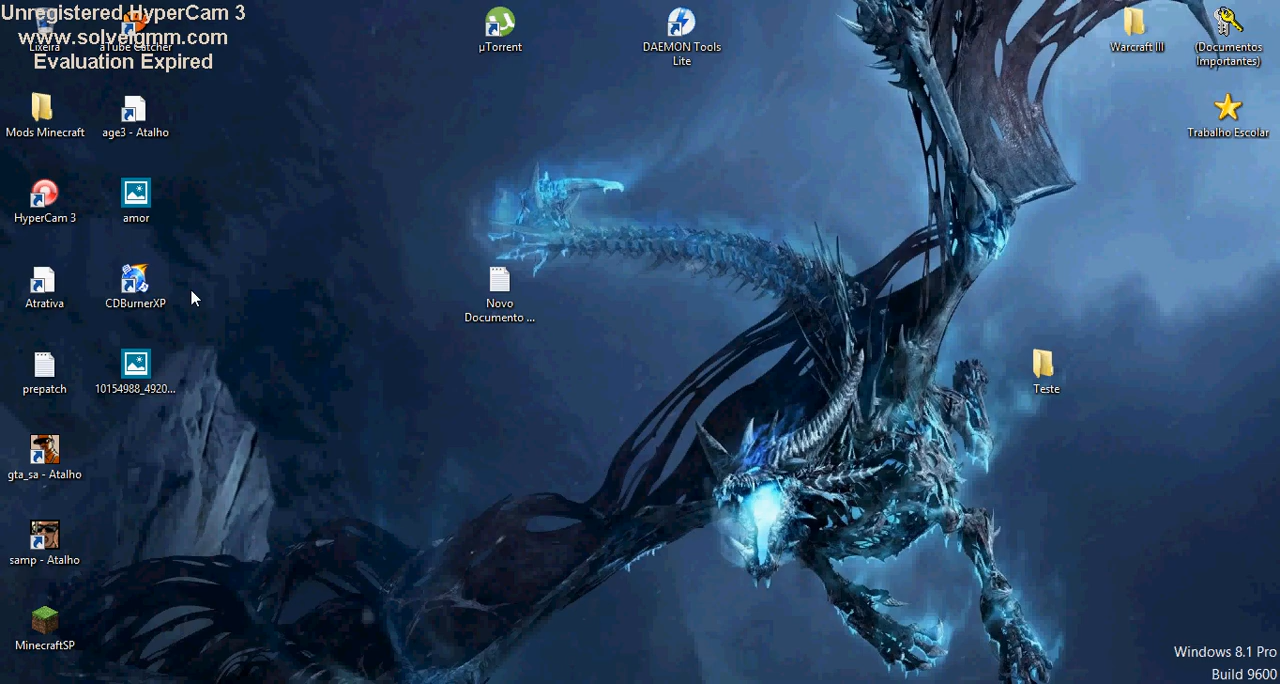 Unregistered HyperCam 3
www.solveigmm.com
Evaluation Expired
Lixeira
aTube Catcher
µTorrent
DAEMON Tools
Lite
Warcraft III
(Documentos
Importantes)
Mods Minecraft
age3 - Atalho
Trabalho Escolar
HyperCam 3
amor
Atrativa
CDBurnerXP
Novo
Documento ...
prepatch
10154988_4920...
Teste
gta_sa - Atalho
samp - Atalho
MinecraftSP
Windows 8.1 Pro
Build 9600